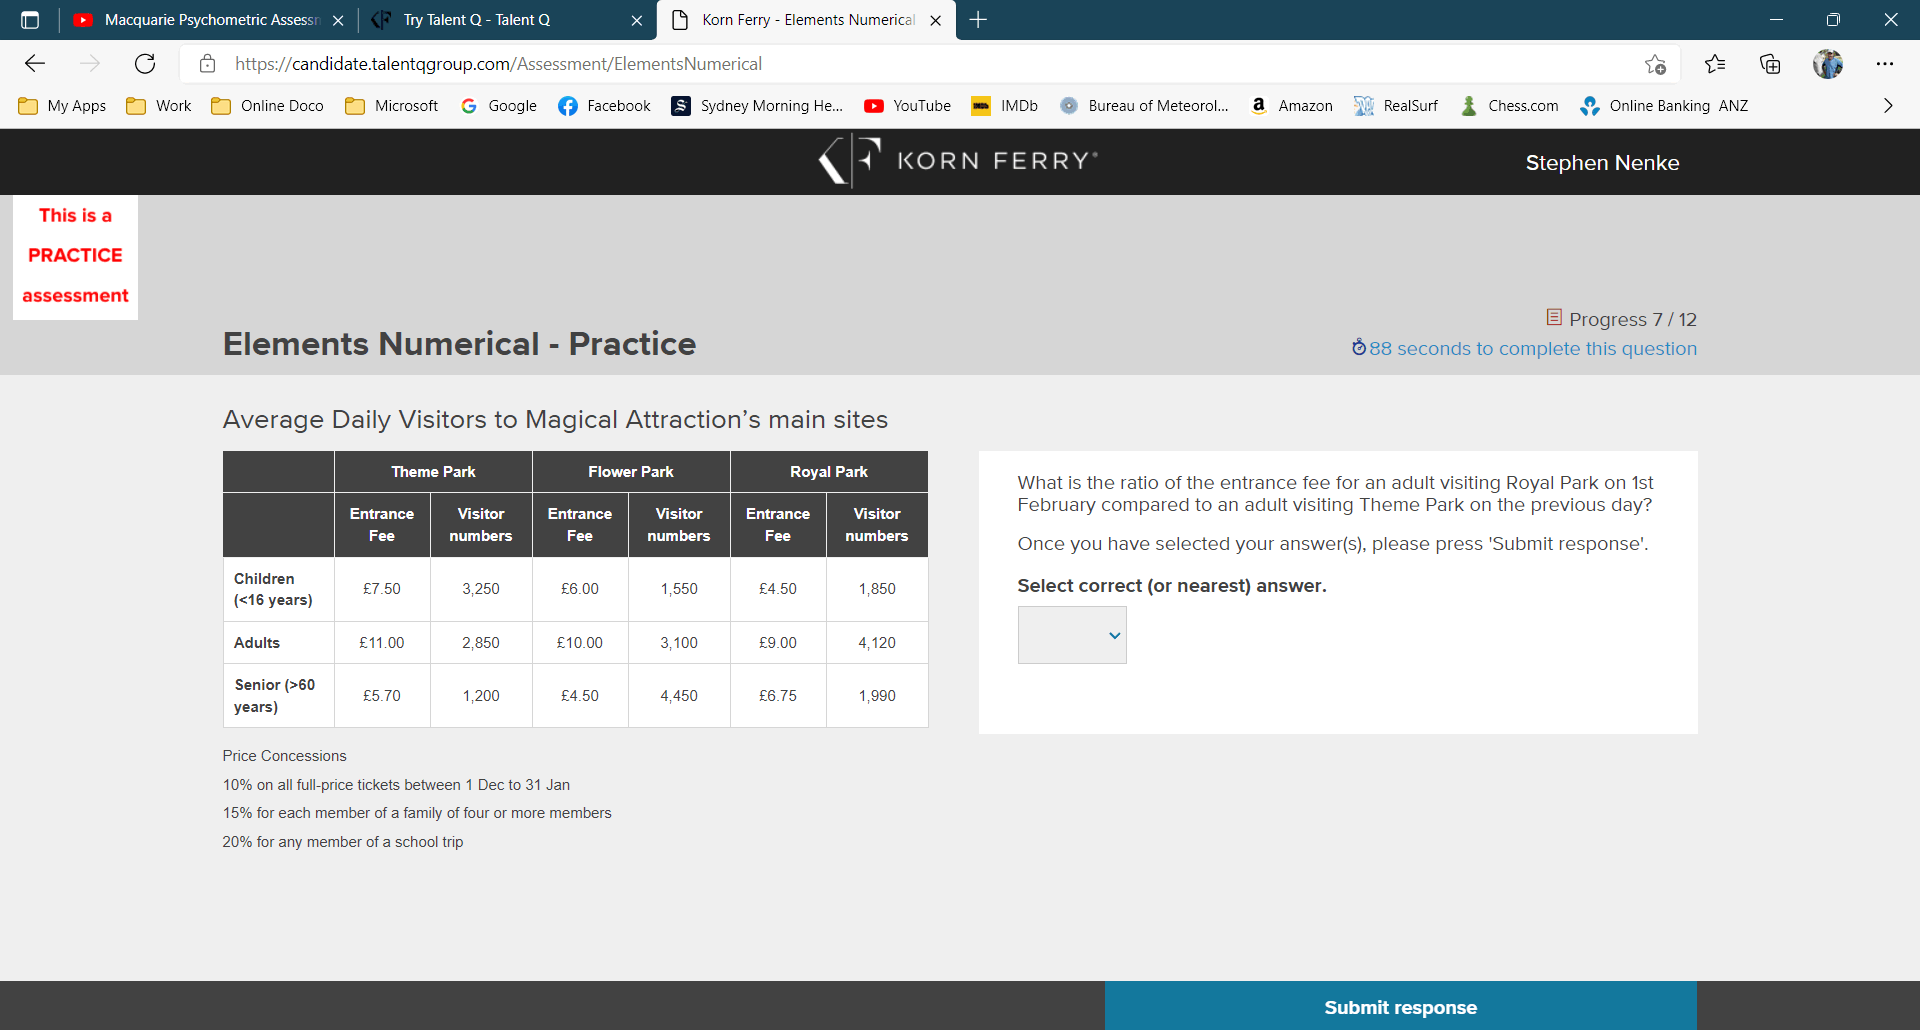 Macquarie Psychometric Assessm
Try Talent Q - Talent Q
Korn Ferry - Elements Numerical
https://candidate.talentqgroup.com/Assessment/ElementsNumerical
My Apps Work Online Doco Microsoft Google Facebook Sydney Morning He... YouTube IMDb Bureau of Meteorol... Amazon RealSurf Chess.com Online Banking ANZ
KORN FERRY
Stephen Nenke
This is a
PRACTICE
assessment
Progress 7 / 12
Elements Numerical - Practice
88 seconds to complete this question
Average Daily Visitors to Magical Attraction's main sites
Theme Park Flower Park Royal Park
Entrance Fee Visitor numbers Entrance Fee Visitor numbers Entrance Fee Visitor numbers
Children (<16 years) £7.50 3,250 £6.00 1,550 £4.50 1,850
Adults £11.00 2,850 £10.00 3,100 £9.00 4,120
Senior (>60 years) £5.70 1,200 £4.50 4,450 £6.75 1,990
Price Concessions
10% on all full-price tickets between 1 Dec to 31 Jan
15% for each member of a family of four or more members
20% for any member of a school trip
What is the ratio of the entrance fee for an adult visiting Royal Park on 1st
February compared to an adult visiting Theme Park on the previous day?
Once you have selected your answer(s), please press 'Submit response'.
Select correct (or nearest) answer.
Submit response